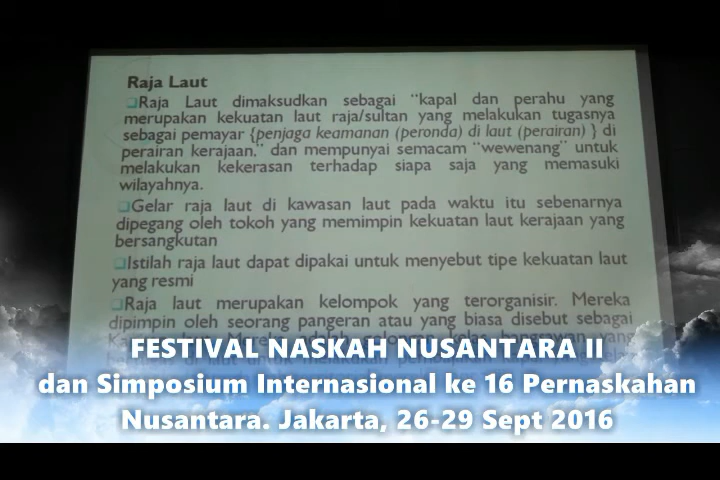 Raja Laut
Raja Laut dimaksudkan sebagai "kapal dan perahu yang
merupakan kekuatan laut raja/sultan yang melakukan tugasnya
sebagai pemayar {penjaga keamanan (peronda) di laut (perairan) } di
perairan kerajaan," dan mempunyai semacam "wewenang" untuk
melakukan kekerasan terhadap siapa saja yang memasuki
wilayahnya.
Gelar raja laut di kawasan laut pada waktu itu sebenarnya
dipegang oleh tokoh yang memimpin kekuatan laut kerajaan yang
bersangkutan
Istilah raja laut dapat dipakai untuk menyebut tipe kekuatan laut
yang resmi
Raja laut merupakan kelompok yang terorganisir. Mereka
dipimpin oleh seorang pangeran atau yang biasa disebut sebagai
yang
FESTIVAL NASKAH NUSANTARA II
dan Simposium Internasional ke 16 Pernaskahan
Nusantara. Jakarta, 26-29 Sept 2016